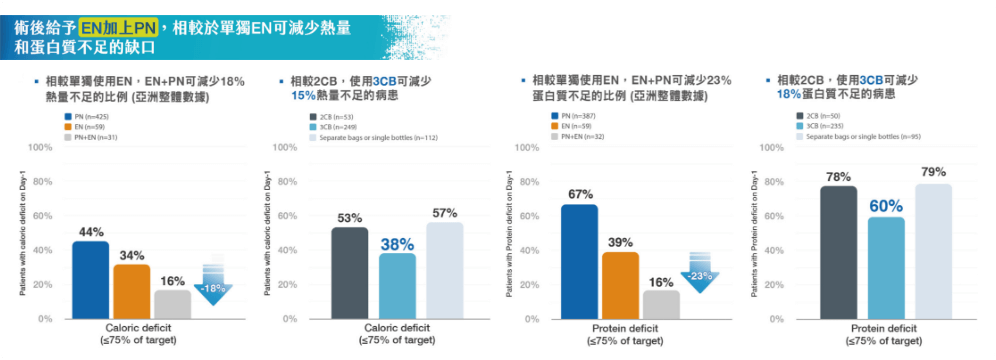 術後給予 EN加上PN，相較於單獨EN可減少熱量
和蛋白質不足的缺口
▪ 相較單獨使用EN，EN+PN可減少18%
熱量不足的比例 (亞洲整體數據)
PN (n=425)
EN (n=59)
PN+EN (n=31)
Patients with caloric deficit on Day-1
100%
80%
60%
40%
20%
0%
44%
34%
16%
-18%
Caloric deficit
(≤75% of target)
▪ 相較2CB，使用3CB可減少
15%熱量不足的病患
2CB (n=53)
3CB (n=249)
Separate bags or single bottles (n=112)
Patients with caloric deficit on Day-1
100%
80%
60%
40%
20%
0%
53%
38%
57%
Caloric deficit
(≤75% of target)
▪ 相較單獨使用EN，EN+PN可減少23%
蛋白質不足的比例 (亞洲整體數據)
PN (n=387)
EN (n=59)
PN+EN (n=32)
Patients with Protein deficit on Day-1
100%
80%
60%
40%
20%
0%
67%
39%
16%
-23%
Protein deficit
(≤75% of target)
▪ 相較2CB，使用3CB可減少
18%蛋白質不足的病患
2CB (n=50)
3CB (n=235)
Separate bags or single bottles (n=95)
Patients with Protein deficit on Day-1
100%
80%
60%
40%
20%
0%
78%
60%
79%
Protein deficit
(≤75% of target)